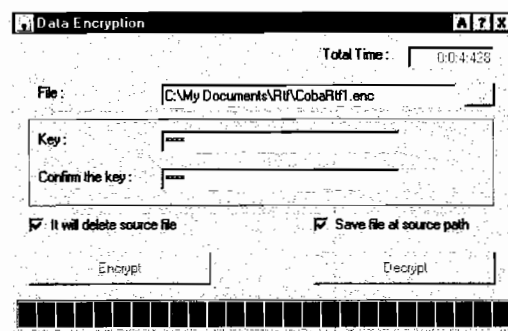 Data Encryption A ? X
Total Time : 0:0:4:428
File : C:\My Documents\Rtf\CobaRtf1.enc
Key : ****
Confirm the key : ****
It will delete source file Save file at source path
Encrypt Decrypt